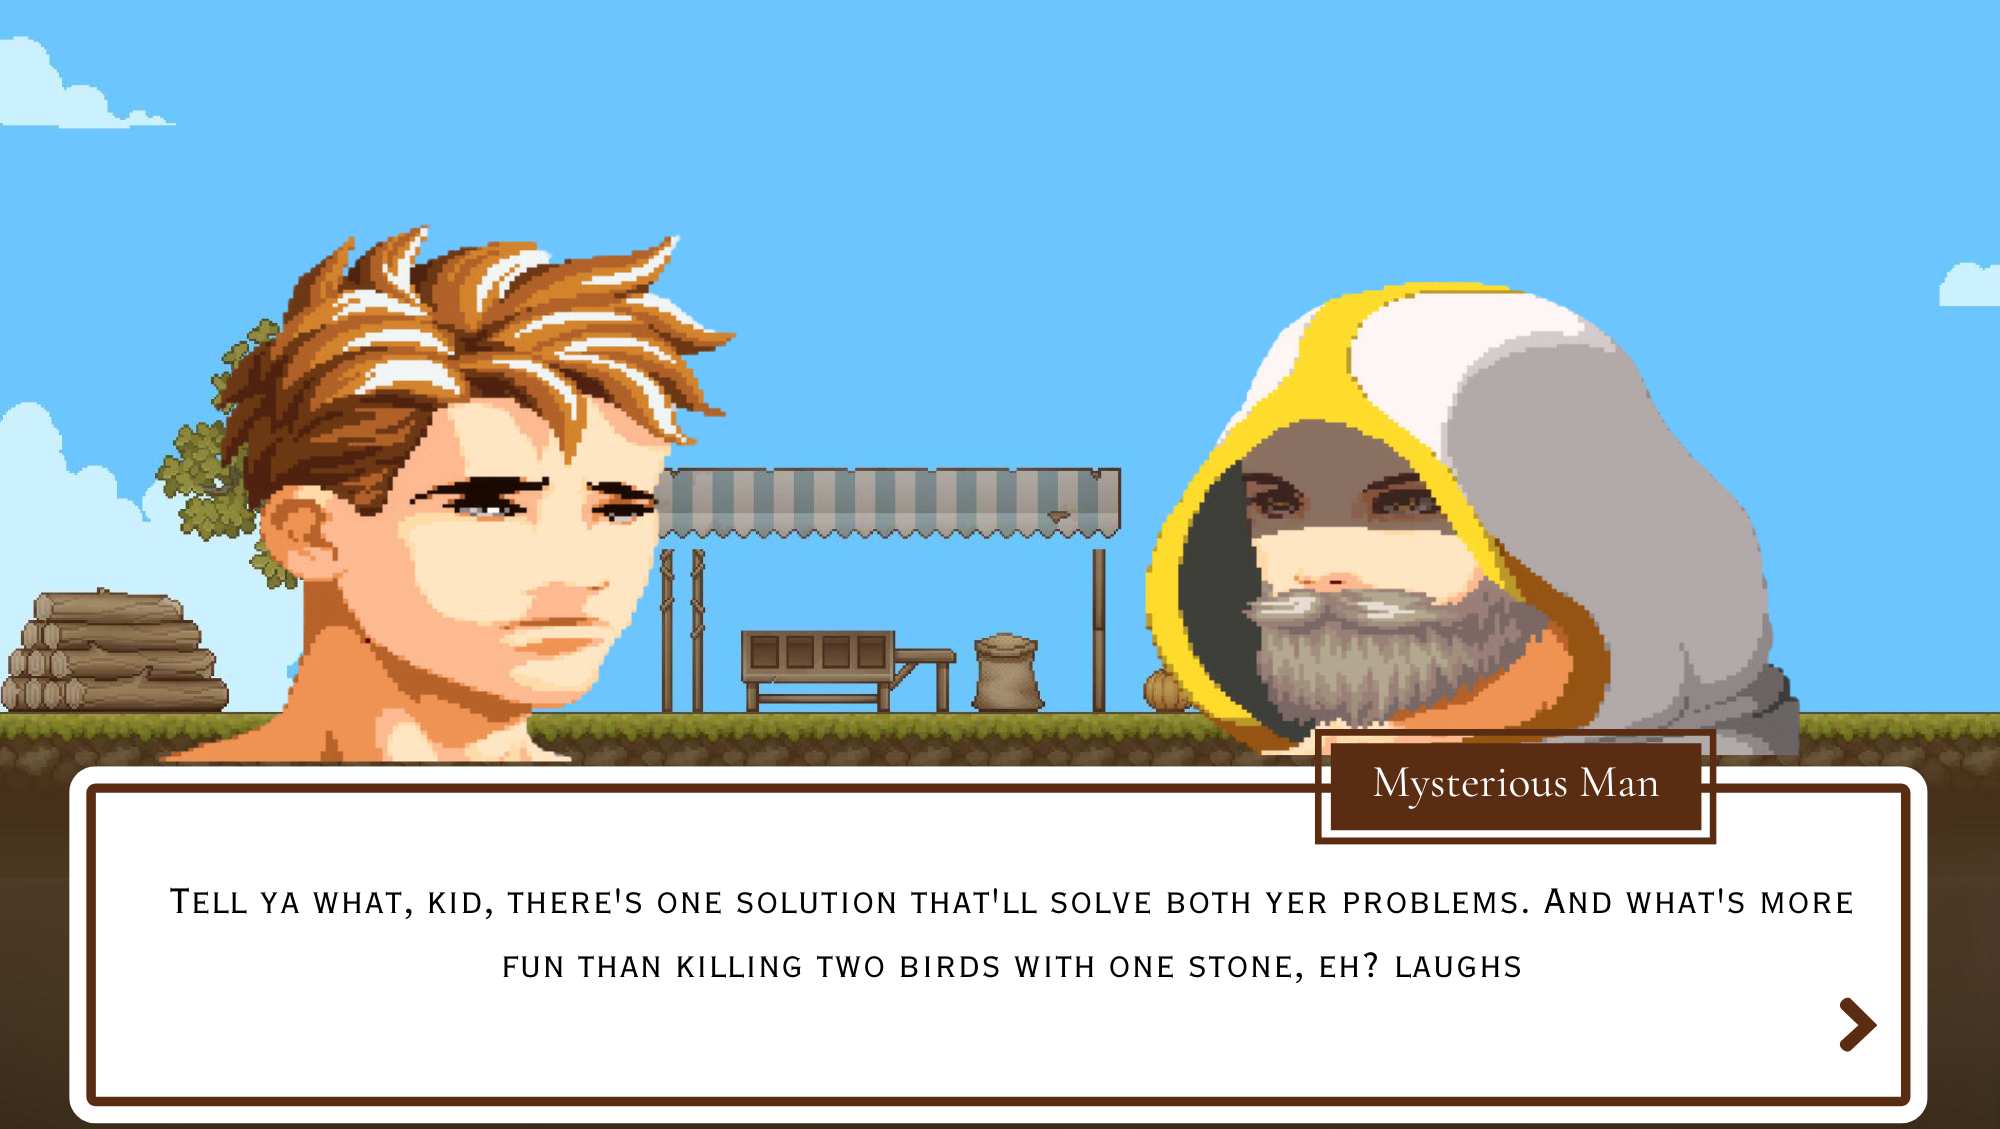 Mysterious Man
Tell ya what, kid, there's one solution that'll solve both yer problems. And what's more
fun than killing two birds with one stone, eh? laughs